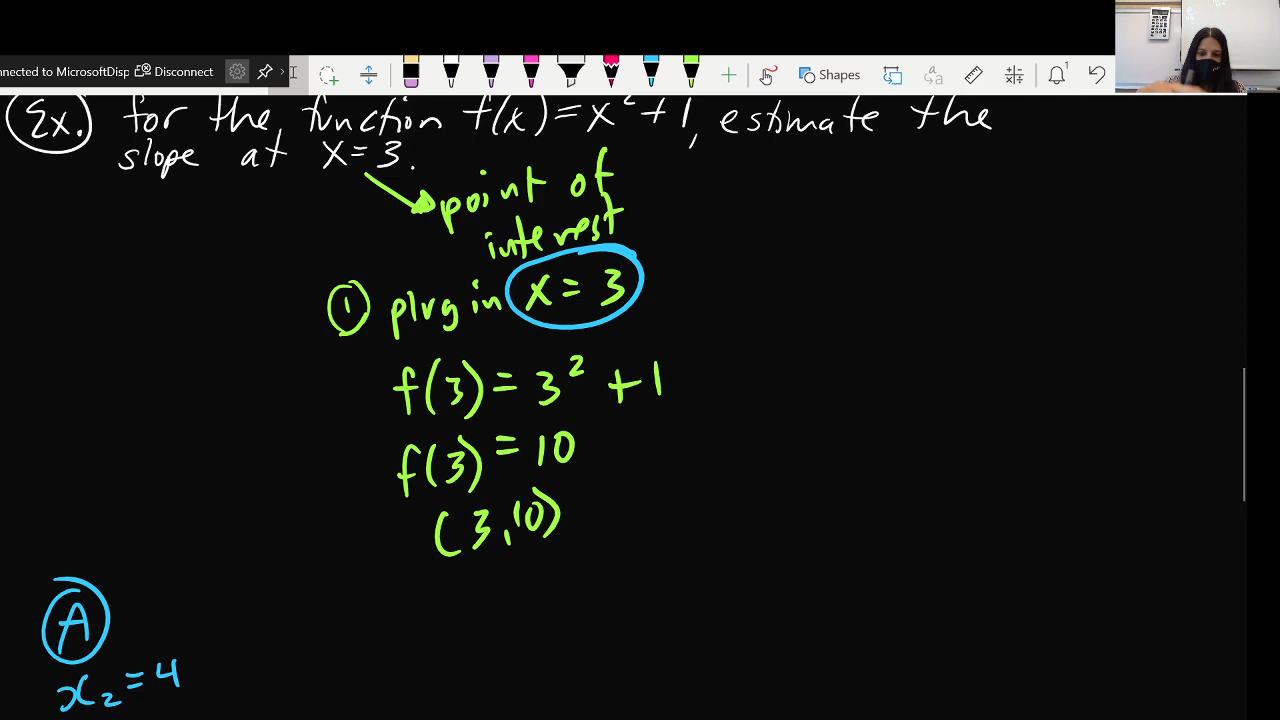 nnected to MicrosoftDisp Disconnect
Shapes
Ex. for the function f(x) = x² + 1, estimate the
slope at x = 3.
point of
interest
① plug in x = 3
f(3) = 3² + 1
f(3) = 10
(3, 10)
A
x₂ = 4